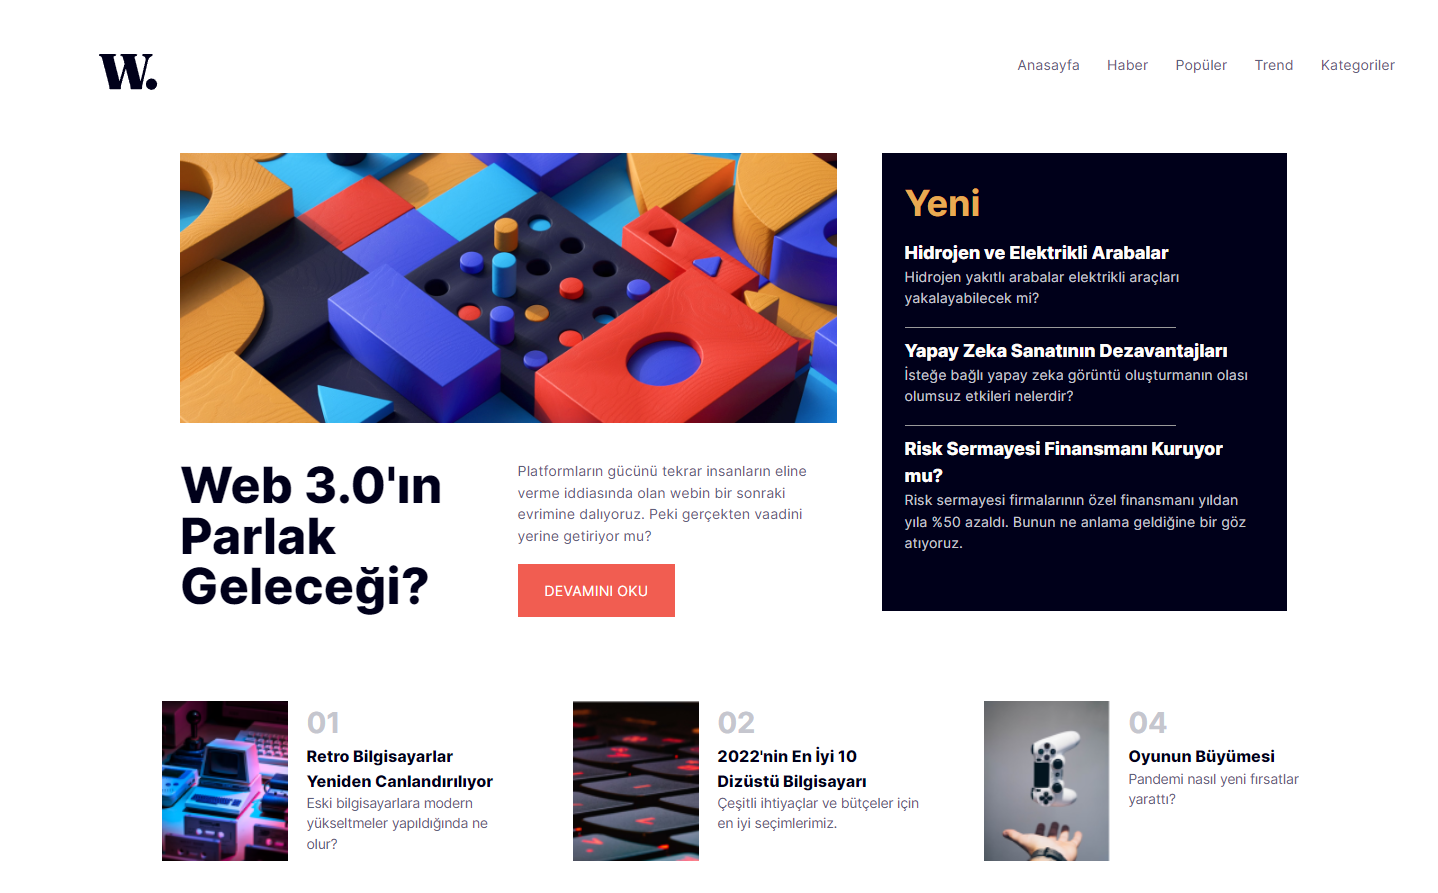 W.
Anasayfa
Haber
Popüler
Trend
Kategoriler
Web 3.0'ın
Parlak
Geleceği?
Platformların gücünü tekrar insanların eline
verme iddiasında olan webin bir sonraki
evrimine dalıyoruz. Peki gerçekten vaadini
yerine getiriyor mu?
DEVAMINI OKU
Yeni
Hidrojen ve Elektrikli Arabalar
Hidrojen yakıtlı arabalar elektrikli araçları
yakalayabilecek mi?
Yapay Zeka Sanatının Dezavantajları
İsteğe bağlı yapay zeka görüntü oluşturmanın olası
olumsuz etkileri nelerdir?
Risk Sermayesi Finansmanı Kuruyor
mu?
Risk sermayesi firmalarının özel finansmanı yıldan
yıla %50 azaldı. Bunun ne anlama geldiğine bir göz
atıyoruz.
01
Retro Bilgisayarlar
Yeniden Canlandırılıyor
Eski bilgisayarlara modern
yükseltmeler yapıldığında ne
olur?
02
2022'nin En İyi 10
Dizüstü Bilgisayarı
Çeşitli ihtiyaçlar ve bütçeler için
en iyi seçimlerimiz.
04
Oyunun Büyümesi
Pandemi nasıl yeni fırsatlar
yarattı?